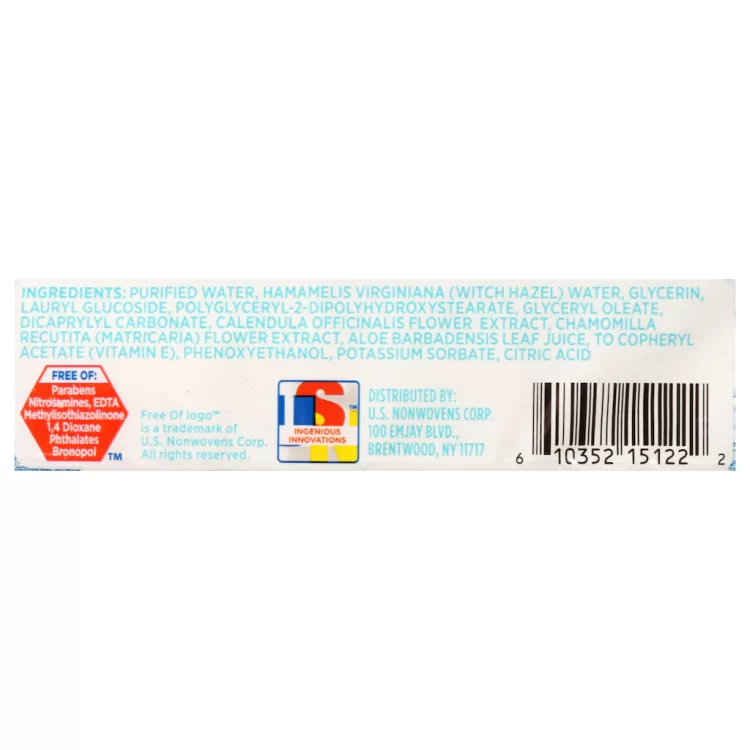 INGREDIENTS: PURIFIED WATER, HAMAMELIS VIRGINIANA (WITCH HAZEL) WATER, GLYCERIN,
LAURYL GLUCOSIDE, POLYGLYCERYL-2-DIPOLYHYDROXYSTEARATE, GLYCERYL OLEATE,
DICAPRYLYL CARBONATE, CALENDULA OFFICINALIS FLOWER EXTRACT, CHAMOMILLA
RECUTITA (MATRICARIA) FLOWER EXTRACT, ALOE BARBADENSIS LEAF JUICE, TO COPHERYL
ACETATE (VITAMIN E), PHENOXYETHANOL, POTASSIUM SORBATE, CITRIC ACID
FREE OF:
Parabens
Nitrosamines, EDTA
Methylisothiazolinone
1,4 Dioxane
Phthalates
Bronopol
TM
Free Of logo™
is a trademark of
U.S. Nonwovens Corp.
All rights reserved.
S
TM
INGENIOUS
INNOVATIONS
DISTRIBUTED BY:
U.S. NONWOVENS CORP.
100 EMJAY BLVD.,
BRENTWOOD, NY 11717
6 10352 15122 2